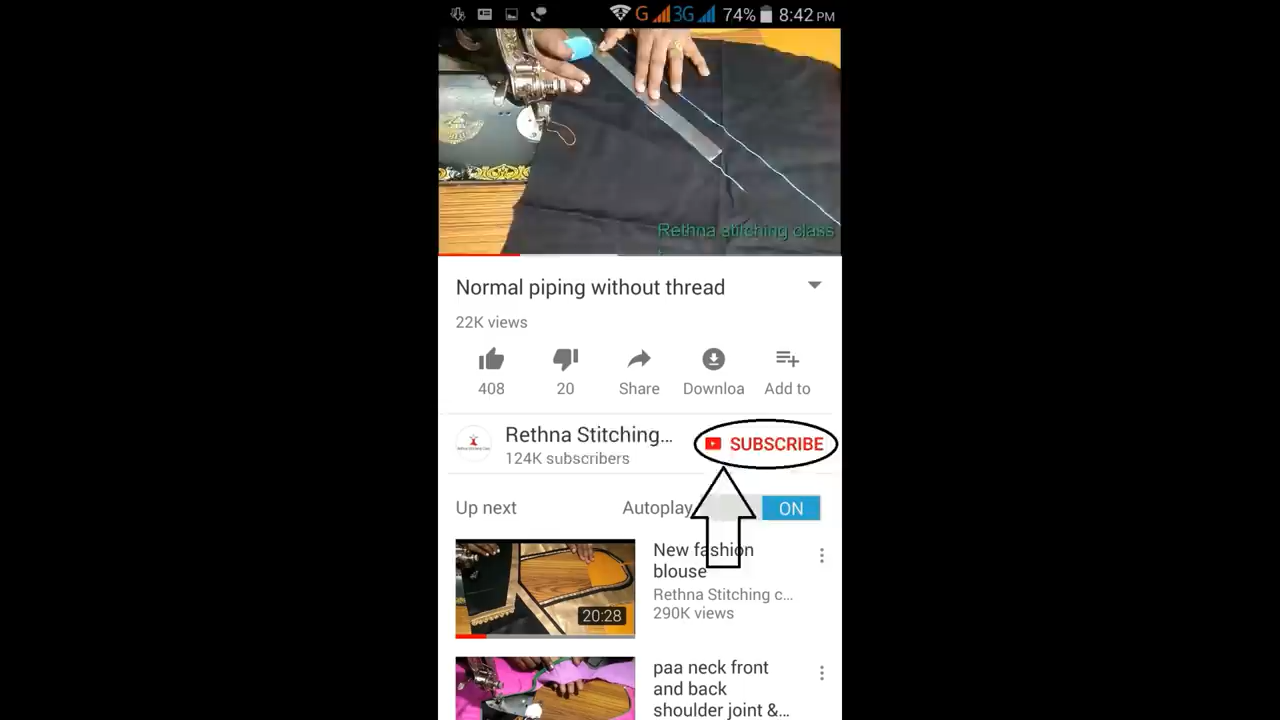 G 3G 74% 8:42 PM
Rethna stitching class
Normal piping without thread
22K views
408 20 Share Downloa Add to
Rethna Stitching... SUBSCRIBE
124K subscribers
Up next Autoplay ON
New fashion
blouse
Rethna Stitching c...
290K views
20:28
paa neck front
and back
shoulder joint &...